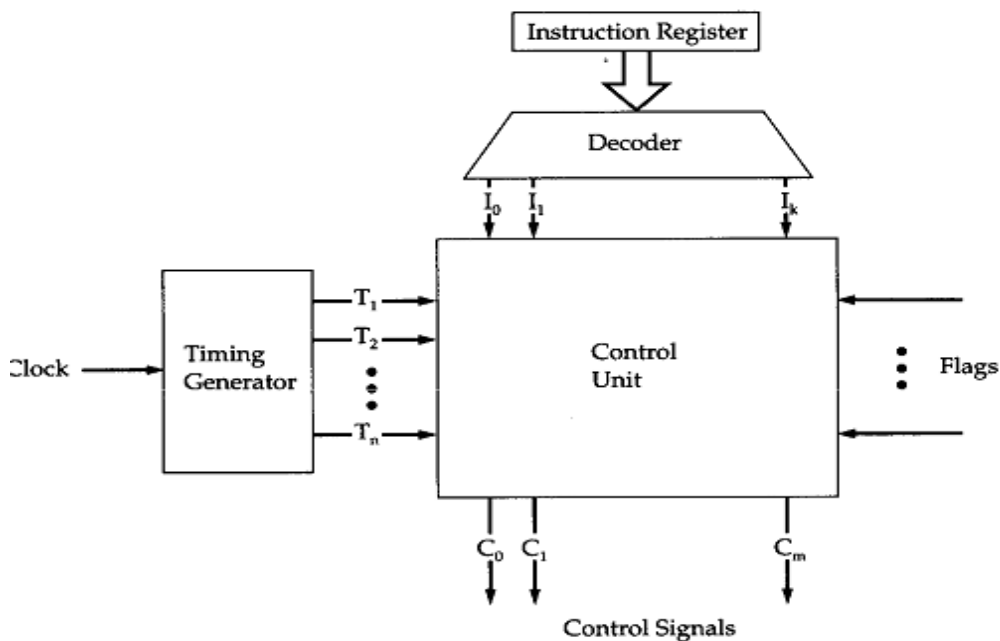 Instruction Register
Decoder
I₀ I₁ Iₖ
T₁
T₂
Tₙ
Clock
Timing
Generator
Control
Unit
Flags
C₀ C₁ Cₘ
Control Signals